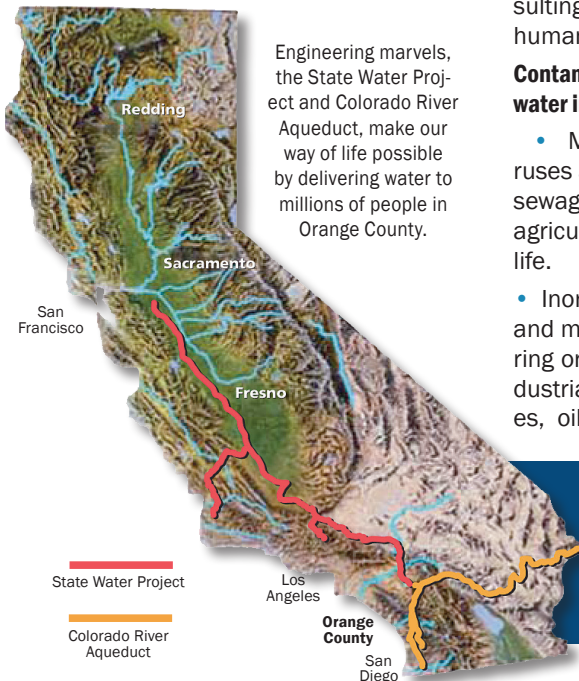 Engineering marvels,
the State Water Proj-
ect and Colorado River
Aqueduct, make our
way of life possible
by delivering water to
millions of people in
Orange County.
Redding
Sacramento
San
Francisco
Fresno
State Water Project
Colorado River
Aqueduct
Los
Angeles
Orange
County
San
Diego
sulting
human
Contan
water i
• M
ruses
sewag
agricu
life.
• Inor
and m
ring or
dustria
es, oil